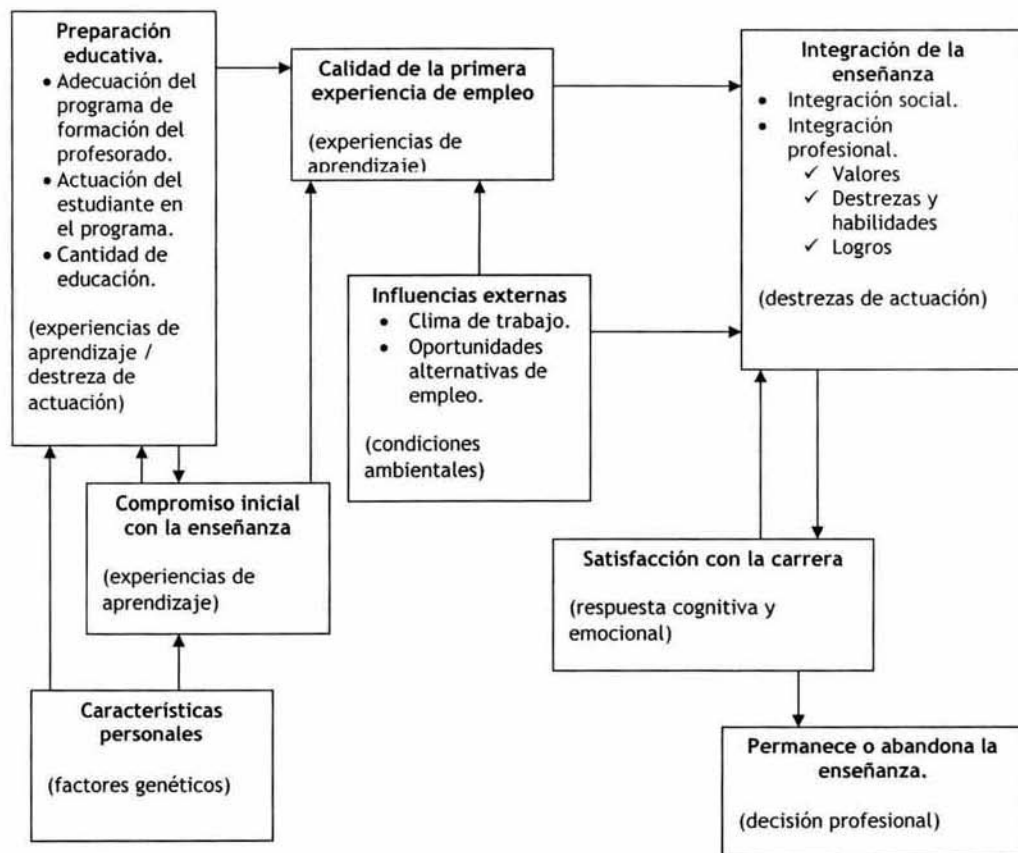 Preparación
educativa.
• Adecuación del
programa de
formación del
profesorado.
• Actuación del
estudiante en
el programa.
• Cantidad de
educación.
(experiencias de
aprendizaje /
destreza de
actuación)
Calidad de la primera
experiencia de empleo
(experiencias de
aprendizaje)
Integración de la
enseñanza
• Integración social.
• Integración
profesional.
✓ Valores
✓ Destrezas y
habilidades
✓ Logros
(destrezas de actuación)
Influencias externas
• Clima de trabajo.
• Oportunidades
alternativas de
empleo.
(condiciones
ambientales)
Compromiso inicial
con la enseñanza
(experiencias de
aprendizaje)
Satisfacción con la carrera
(respuesta cognitiva y
emocional)
Características
personales
(factores genéticos)
Permanece o abandona la
enseñanza.
(decisión profesional)